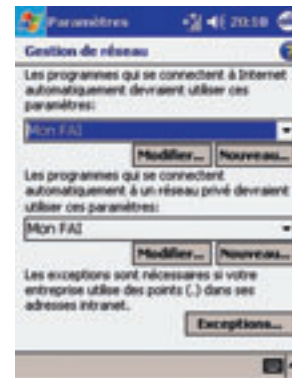 Paramètres 20:18
Gestion de réseau
Les programmes qui se connectent à Internet
automatiquement devraient utiliser ces
paramètres:
Mon FAI
Modifier... Nouveau...
Les programmes qui se connectent
automatiquement à un réseau privé devraient
utiliser ces paramètres:
Mon FAI
Modifier... Nouveau...
Les exceptions sont nécessaires si votre
entreprise utilise des points (.) dans ses
adresses intranet.
Exceptions...